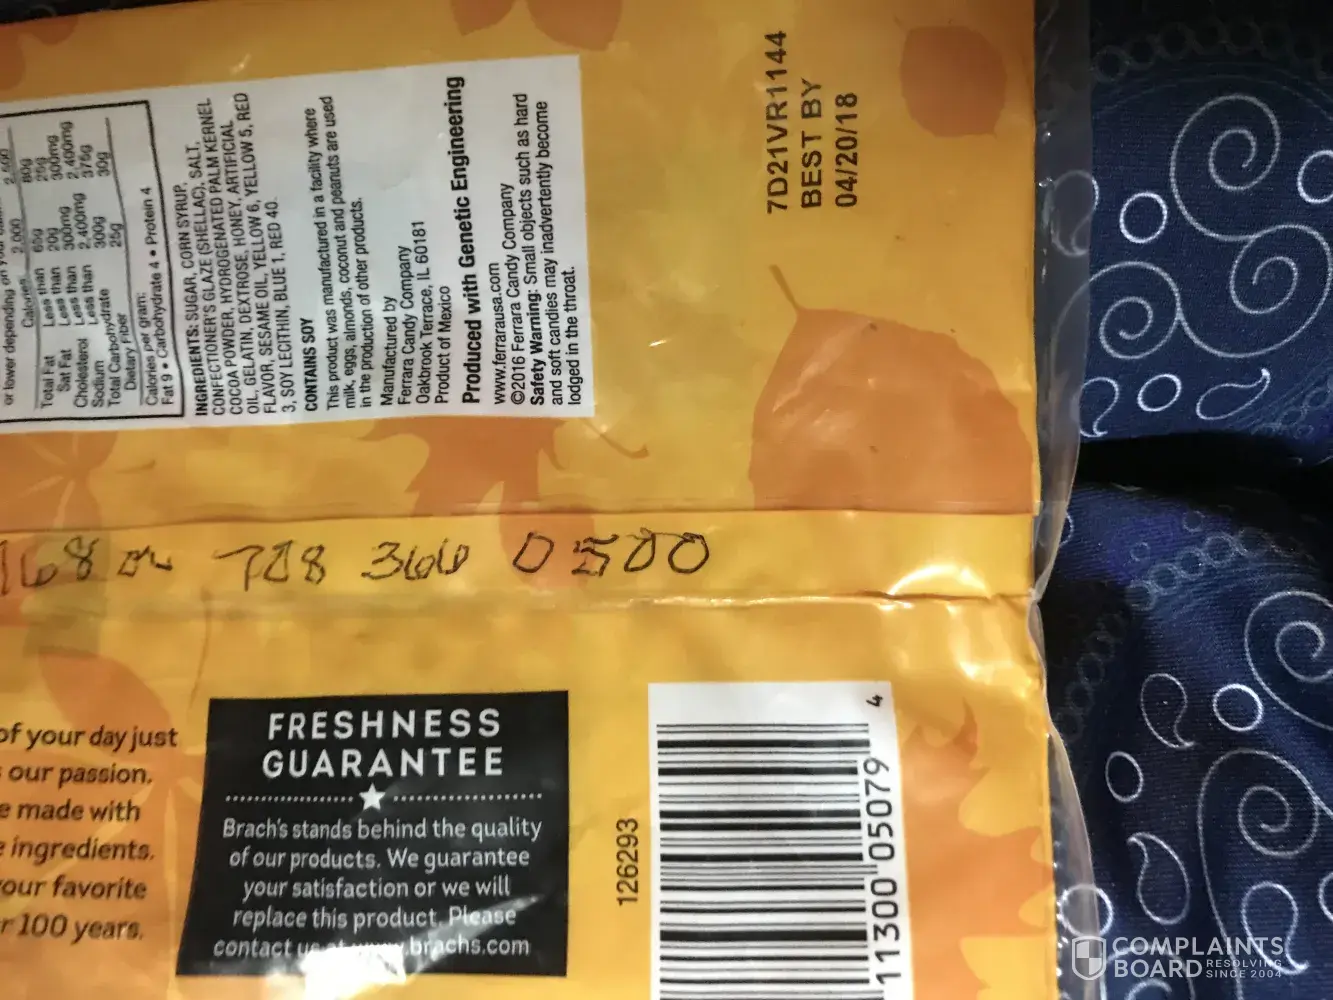 or lower depending on your
Calories 2,000 2,500
Total Fat Less than 65g 80g
Sat Fat Less than 20g 25g
Cholesterol Less than 300mg 300mg
Sodium Less than 2,400mg 2,400mg
Total Carbohydrate 300g 375g
Dietary Fiber 25g 30g
Calories per gram:
Fat 9 • Carbohydrate 4 • Protein 4
INGREDIENTS: SUGAR, CORN SYRUP,
CONFECTIONER'S GLAZE (SHELLAC), SALT,
COCOA POWDER, HYDROGENATED PALM KERNEL
OIL, GELATIN, DEXTROSE, HONEY, ARTIFICIAL
FLAVOR, SESAME OIL, YELLOW 6, YELLOW 5, RED
3, SOY LECITHIN, BLUE 1, RED 40.
CONTAINS SOY
This product was manufactured in a facility where
milk, eggs, almonds, coconut and peanuts are used
in the production of other products.
Manufactured by
Ferrara Candy Company
Oakbrook Terrace, IL 60181
Product of Mexico
Produced with Genetic Engineering
www.ferrarausa.com
©2016 Ferrara Candy Company
Safety Warning: Small objects such as hard
and soft candies may inadvertently become
lodged in the throat.
7D21VR1144
BEST BY
04/20/18
168 708 366 0500
of your day just
our passion.
made with
ingredients.
your favorite
100 years.
FRESHNESS
GUARANTEE
Brach's stands behind the quality
of our products. We guarantee
your satisfaction or we will
replace this product. Please
contact us at www.brachs.com
126293
11300 05079 4
COMPLAINTS
BOARD RESOLVING
SINCE 2004